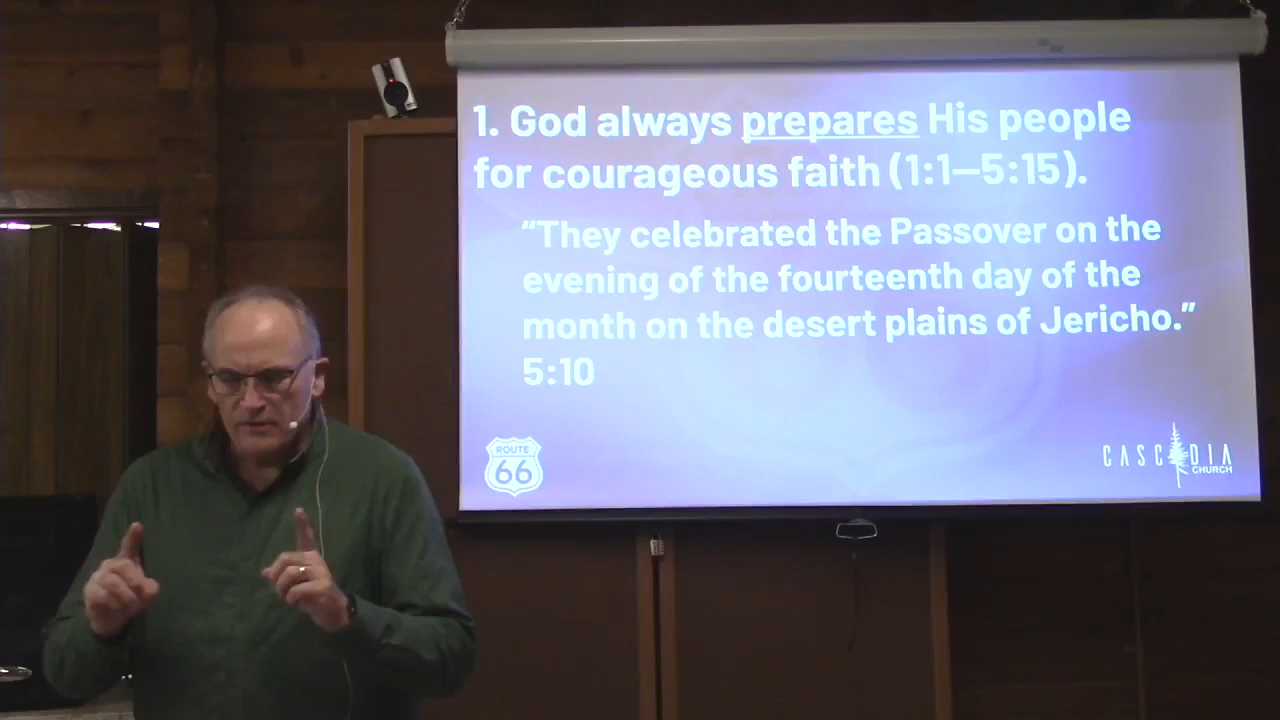 1. God always prepares His people
for courageous faith (1:1—5:15).
“They celebrated the Passover on the
evening of the fourteenth day of the
month on the desert plains of Jericho.”
5:10
ROUTE
66
CASCADIA
CHURCH